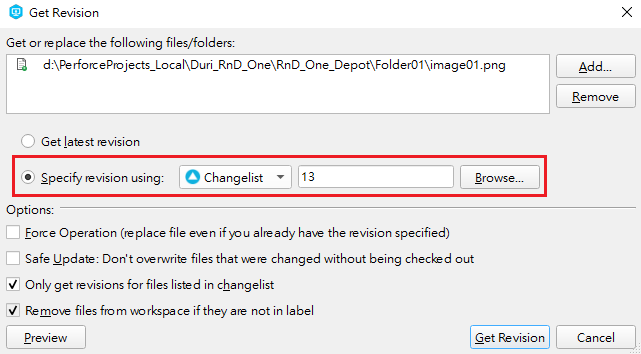 Get Revision
Get or replace the following files/folders:
d:\PerforceProjects_Local\Duri_RnD_One\RnD_One_Depot\Folder01\image01.png
Add...
Remove
Get latest revision
Specify revision using: Changelist 13 Browse...
Options:
Force Operation (replace file even if you already have the revision specified)
Safe Update: Don't overwrite files that were changed without being checked out
Only get revisions for files listed in changelist
Remove files from workspace if they are not in label
Preview Get Revision Cancel